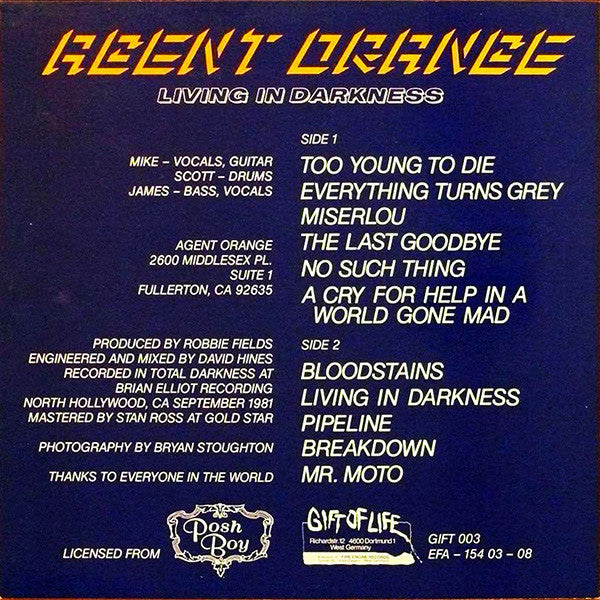 AGENT ORANGE
LIVING IN DARKNESS
MIKE – VOCALS, GUITAR
SCOTT – DRUMS
JAMES – BASS, VOCALS
AGENT ORANGE
2600 MIDDLESEX PL.
SUITE 1
FULLERTON, CA 92635
PRODUCED BY ROBBIE FIELDS
ENGINEERED AND MIXED BY DAVID HINES
RECORDED IN TOTAL DARKNESS AT
BRIAN ELLIOT RECORDING
NORTH HOLLYWOOD, CA SEPTEMBER 1981
MASTERED BY STAN ROSS AT GOLD STAR
PHOTOGRAPHY BY BRYAN STOUGHTON
THANKS TO EVERYONE IN THE WORLD
SIDE 1
TOO YOUNG TO DIE
EVERYTHING TURNS GREY
MISERLOU
THE LAST GOODBYE
NO SUCH THING
A CRY FOR HELP IN A
WORLD GONE MAD
SIDE 2
BLOODSTAINS
LIVING IN DARKNESS
PIPELINE
BREAKDOWN
MR. MOTO
LICENSED FROM
Posh
Boy
GIFT OF LIFE
Richardstr.12 4600 Dortmund 1
West Germany
FIRE ENGINE RECORDS
GIFT 003
EFA – 154 03 – 08